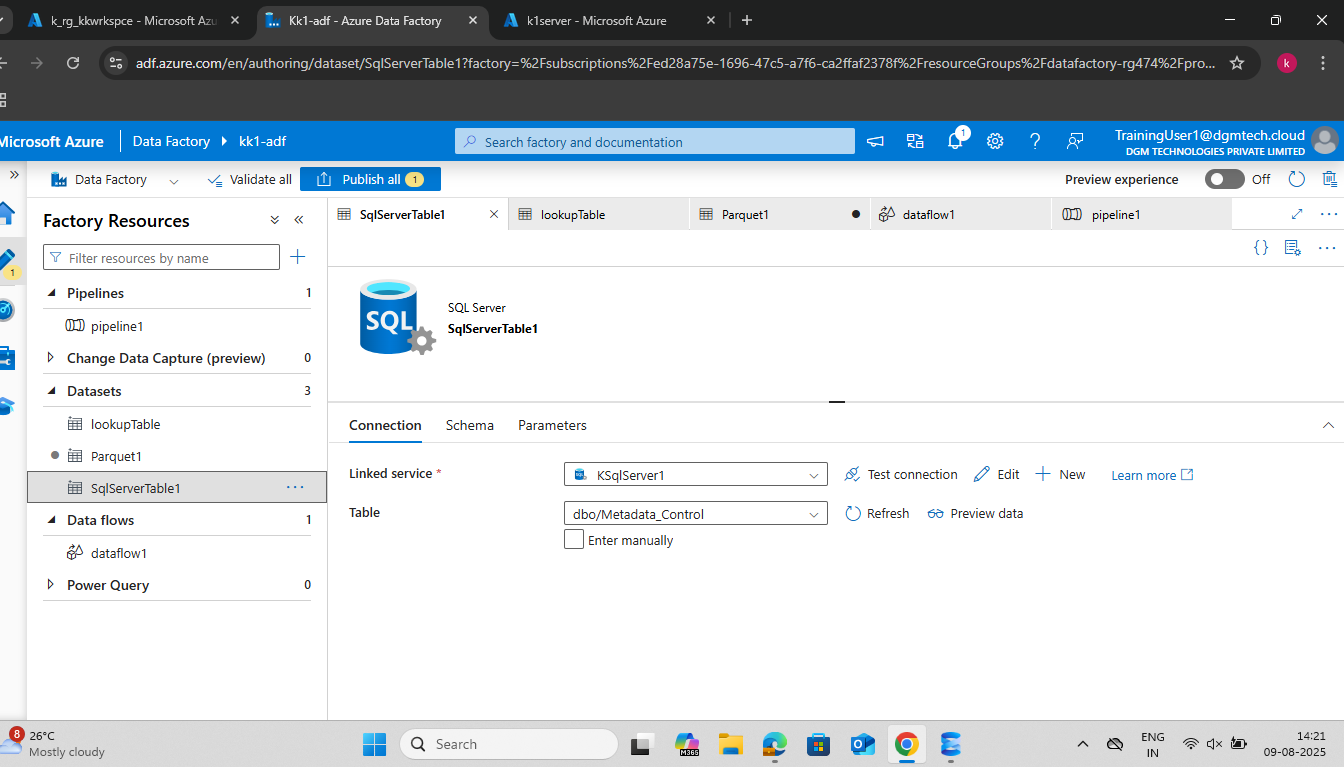 k_rg_kkwrkspce - Microsoft Azu
Kk1-adf - Azure Data Factory
k1server - Microsoft Azure
adf.azure.com/en/authoring/dataset/SqlServerTable1?factory=%2Fsubscriptions%2Fed28a75e-1696-47c5-a7f6-ca2ffaf2378f%2FresourceGroups%2Fdatafactory-rg474%2Fpro...
k
Microsoft Azure
Data Factory
kk1-adf
Search factory and documentation
1
TrainingUser1@dgmtech.cloud
DGM TECHNOLOGIES PRIVATE LIMITED
Data Factory
Validate all
Publish all 1
Preview experience
Off
Factory Resources
Filter resources by name
1
Pipelines 1
pipeline1
Change Data Capture (preview) 0
Datasets 3
lookupTable
Parquet1
SqlServerTable1
Data flows 1
dataflow1
Power Query 0
SqlServerTable1
lookupTable
Parquet1
dataflow1
pipeline1
{}
SQL
SQL Server
SqlServerTable1
Connection
Schema
Parameters
Linked service *
SQL
KSqlServer1
Test connection
Edit
New
Learn more
Table
dbo/Metadata_Control
Refresh
Preview data
Enter manually
8
26°C
Mostly cloudy
Search
M365
ENG
IN
14:21
09-08-2025